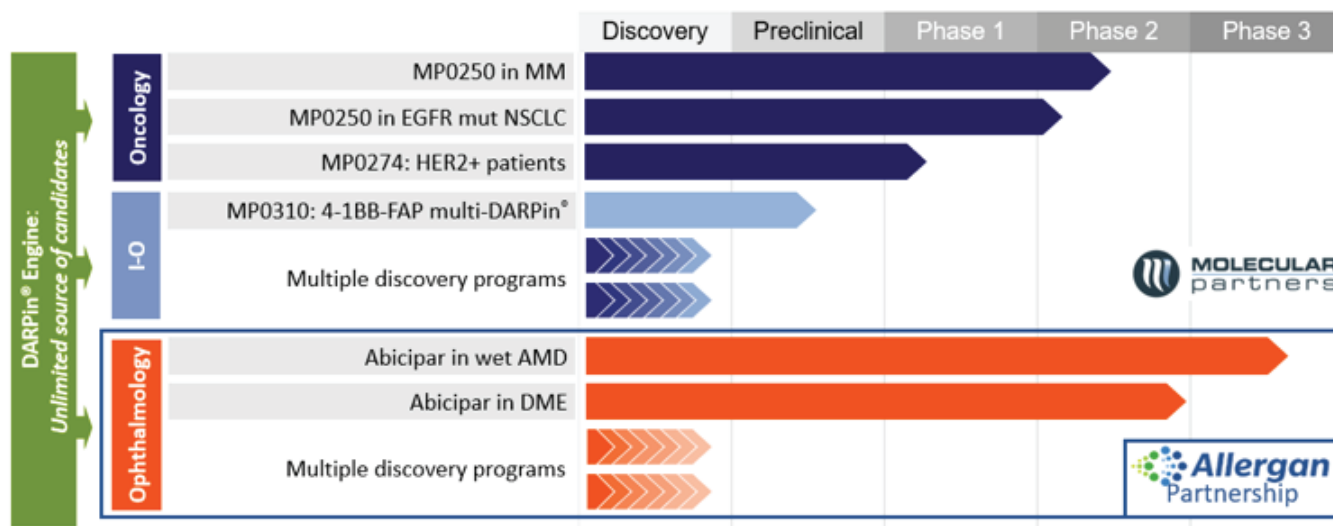 Discovery Preclinical Phase 1 Phase 2 Phase 3
DARPin® Engine:
Unlimited source of candidates
Oncology
MP0250 in MM
MP0250 in EGFR mut NSCLC
MP0274: HER2+ patients
I-O
MP0310: 4-1BB-FAP multi-DARPin®
Multiple discovery programs
MOLECULAR
partners
Ophthalmology
Abicipar in wet AMD
Abicipar in DME
Multiple discovery programs
Allergan
Partnership